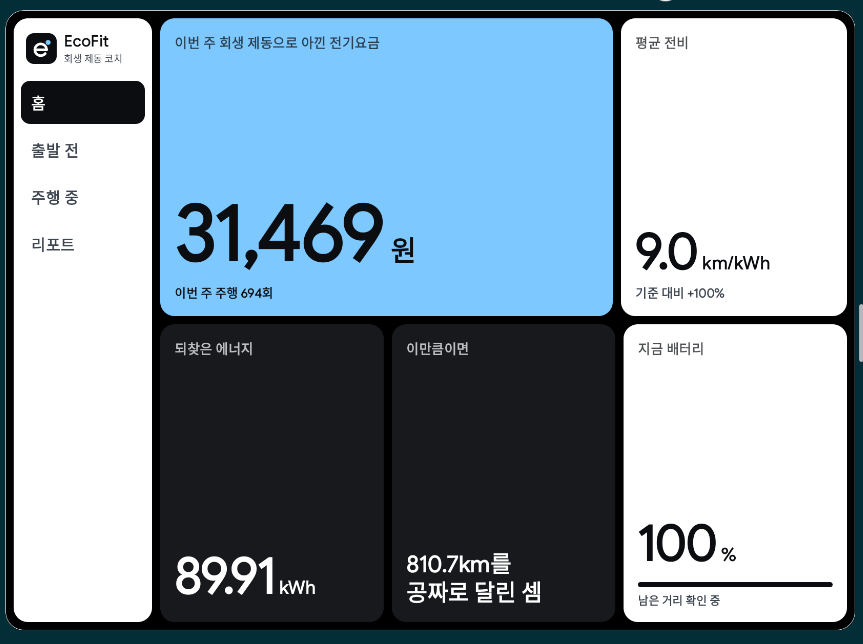 e
EcoFit
회생 제동 코치
홈
출발 전
주행 중
리포트
이번 주 회생 제동으로 아낀 전기요금
31,469 원
이번 주 주행 694회
평균 전비
9.0 km/kWh
기준 대비 +100%
되찾은 에너지
89.91 kWh
이만큼이면
810.7km를
공짜로 달린 셈
지금 배터리
100 %
남은 거리 확인 중